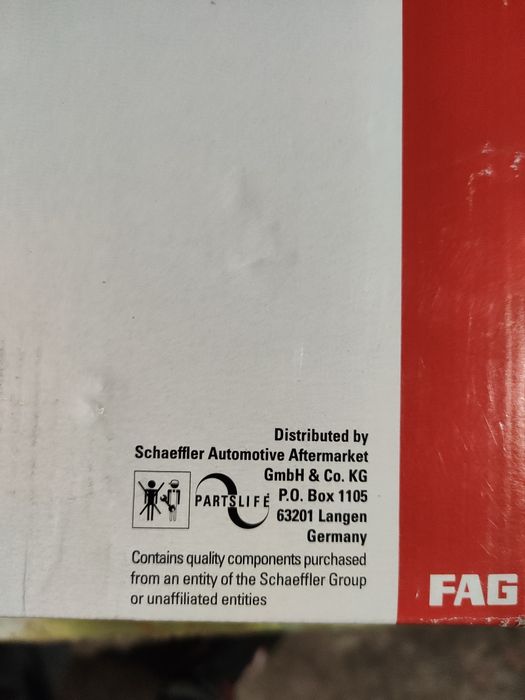 Distributed by
Schaeffler Automotive Aftermarket
GmbH & Co. KG
PARTSLIFE P.O. Box 1105
63201 Langen
Germany
Contains quality components purchased
from an entity of the Schaeffler Group
or unaffiliated entities
FAG